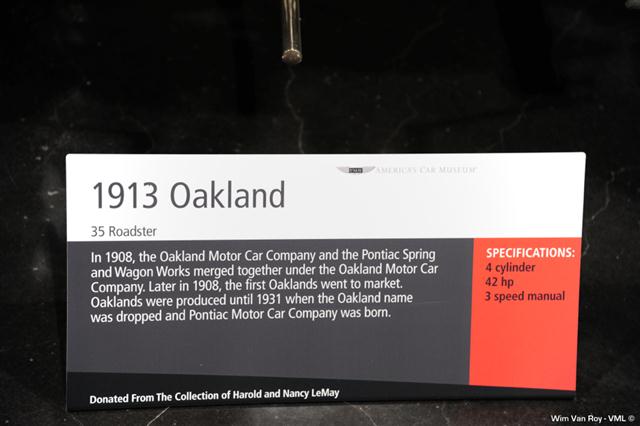 AMERICA'S CAR MUSEUM
1913 Oakland
35 Roadster
In 1908, the Oakland Motor Car Company and the Pontiac Spring
and Wagon Works merged together under the Oakland Motor Car
Company. Later in 1908, the first Oaklands went to market.
Oaklands were produced until 1931 when the Oakland name
was dropped and Pontiac Motor Car Company was born.
SPECIFICATIONS:
4 cylinder
42 hp
3 speed manual
Donated From The Collection of Harold and Nancy LeMay
Wim Van Roy - VML ©